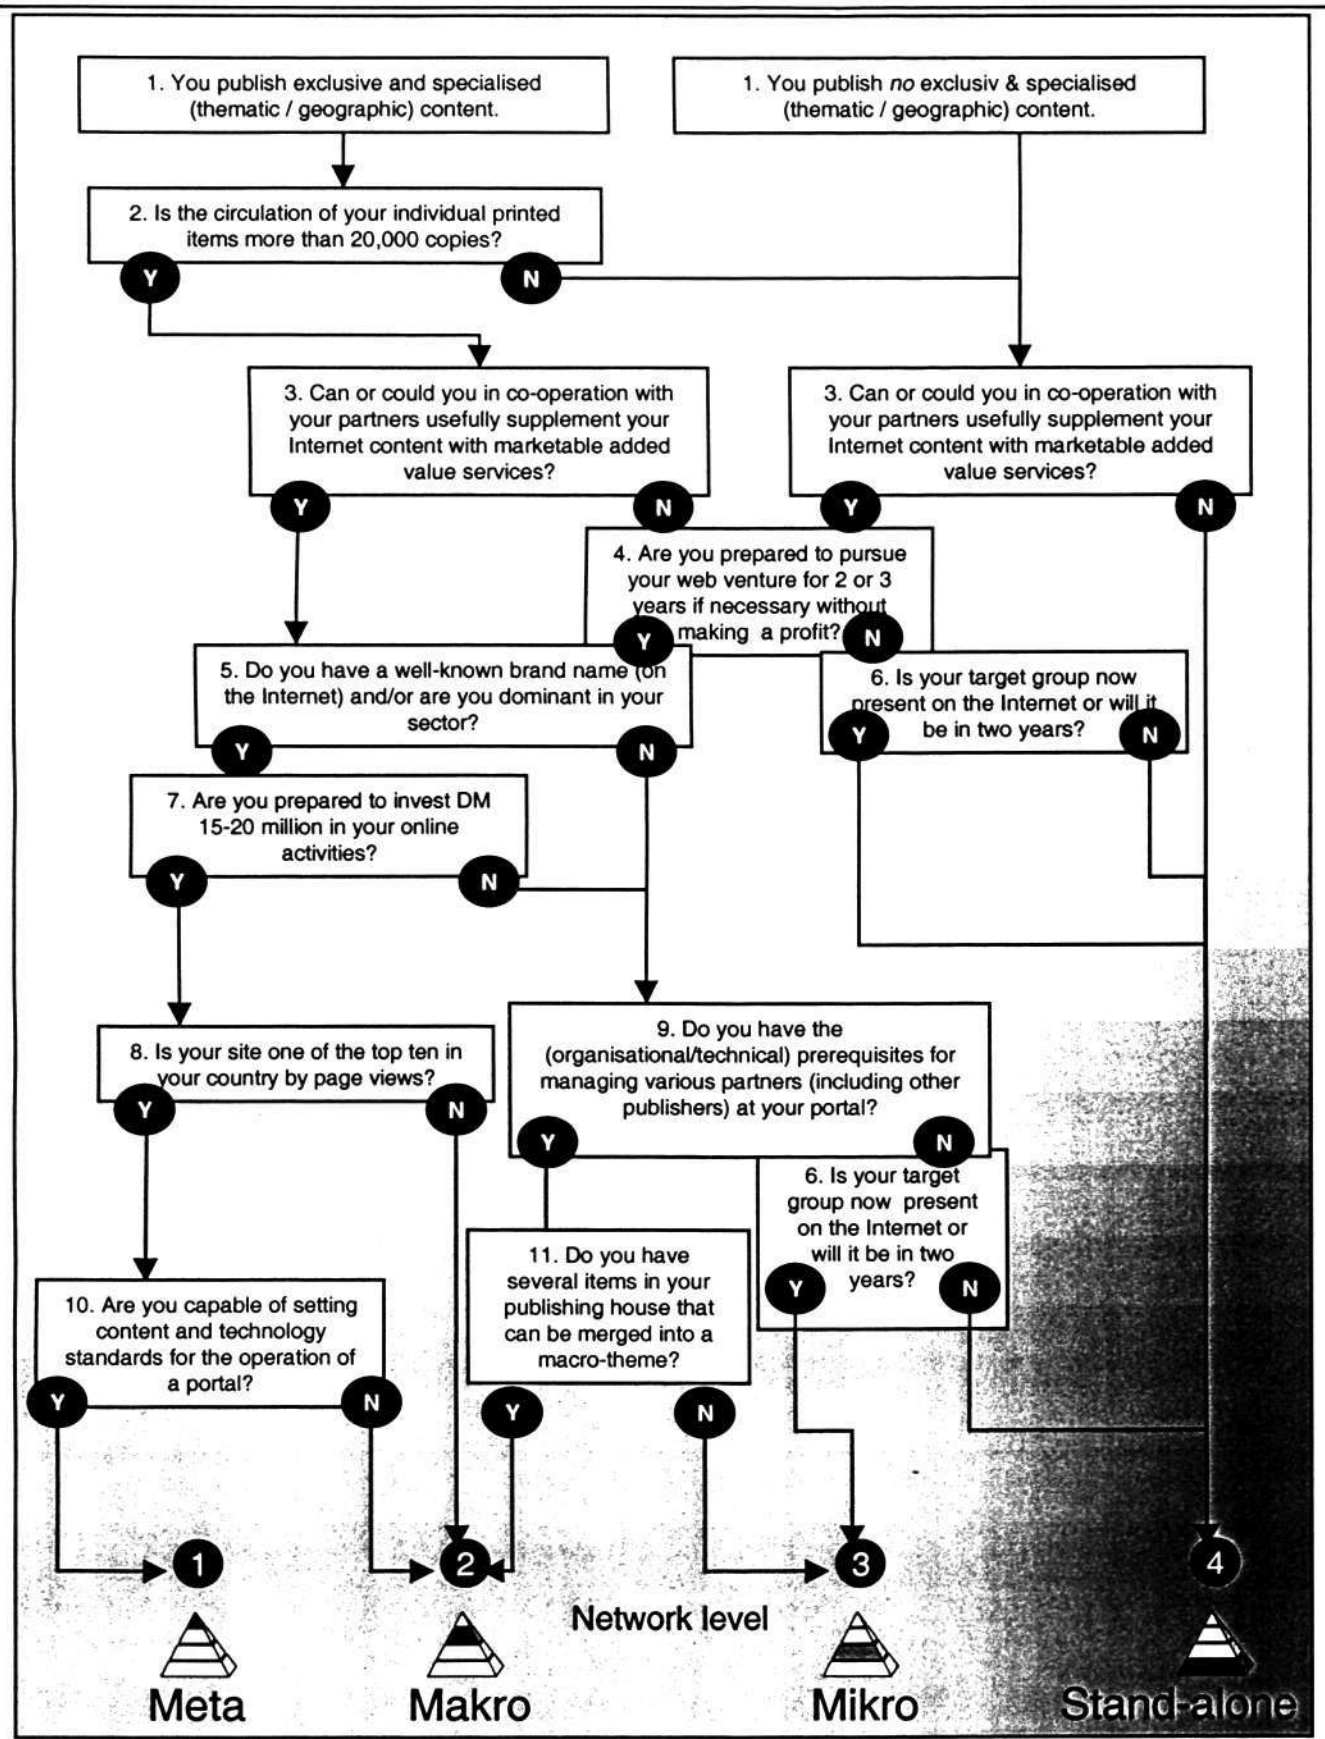 1. You publish exclusive and specialised
(thematic / geographic) content.
1. You publish no exclusiv & specialised
(thematic / geographic) content.
2. Is the circulation of your individual printed
items more than 20,000 copies?
Y
N
3. Can or could you in co-operation with
your partners usefully supplement your
Internet content with marketable added
value services?
Y
N
3. Can or could you in co-operation with
your partners usefully supplement your
Internet content with marketable added
value services?
Y
N
4. Are you prepared to pursue
your web venture for 2 or 3
years if necessary without
making a profit?
Y
N
5. Do you have a well-known brand name (on
the Internet) and/or are you dominant in your
sector?
Y
N
6. Is your target group now
present on the Internet or will it
be in two years?
Y
N
7. Are you prepared to invest DM
15-20 million in your online
activities?
Y
N
8. Is your site one of the top ten in
your country by page views?
Y
N
9. Do you have the
(organisational/technical) prerequisites for
managing various partners (including other
publishers) at your portal?
Y
N
6. Is your target
group now present
on the Internet or
will it be in two
years?
Y
N
11. Do you have
several items in your
publishing house that
can be merged into a
macro-theme?
Y
N
10. Are you capable of setting
content and technology
standards for the operation of
a portal?
Y
N
1
2
3
4
Network level
Meta
Makro
Mikro
Stand-alone